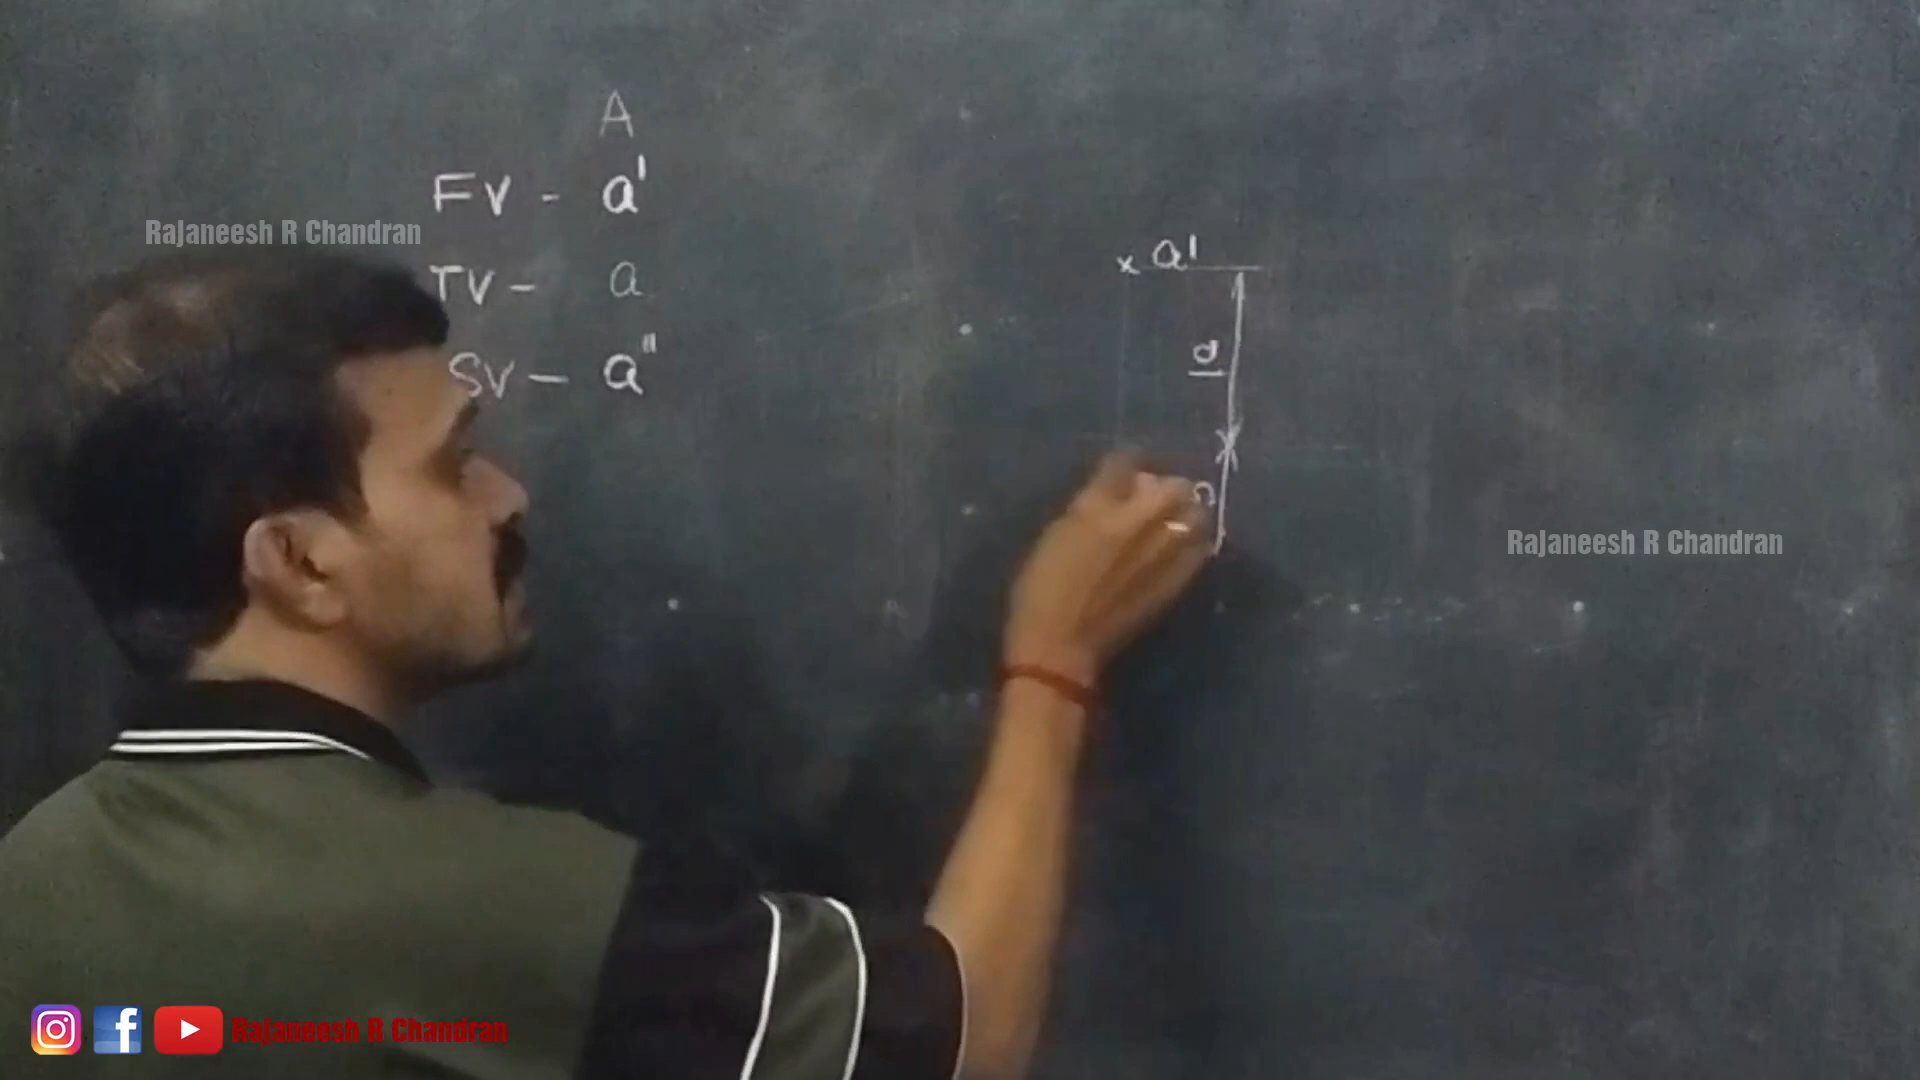 A
FV - a'
TV - a
SV - a"
x a'
d
Rajaneesh R Chandran
Rajaneesh R Chandran
Rajaneesh R Chandran